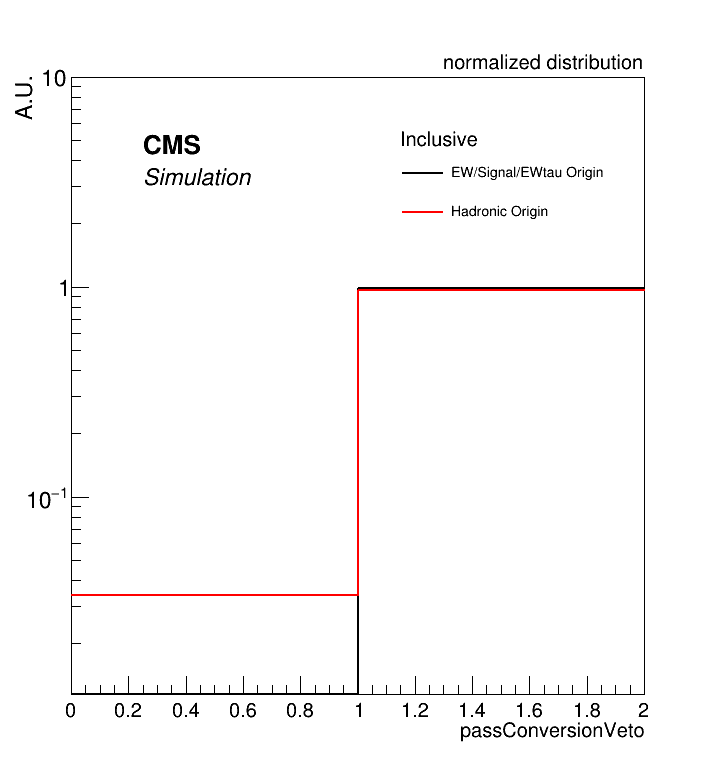 normalized distribution
A.U.
10
CMS
Simulation
Inclusive
EW/Signal/EWtau Origin
Hadronic Origin
1
10⁻¹
0 0.2 0.4 0.6 0.8 1 1.2 1.4 1.6 1.8 2
passConversionVeto